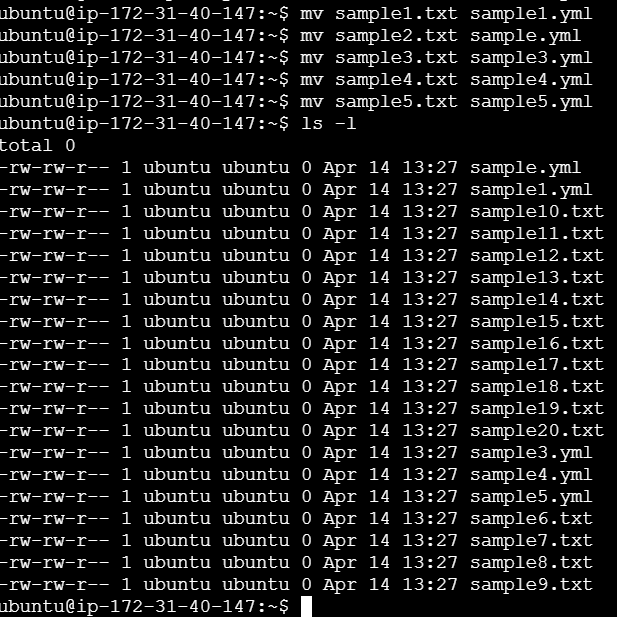 ubuntu@ip-172-31-40-147:~$ mv sample1.txt sample1.yml
ubuntu@ip-172-31-40-147:~$ mv sample2.txt sample.yml
ubuntu@ip-172-31-40-147:~$ mv sample3.txt sample3.yml
ubuntu@ip-172-31-40-147:~$ mv sample4.txt sample4.yml
ubuntu@ip-172-31-40-147:~$ mv sample5.txt sample5.yml
ubuntu@ip-172-31-40-147:~$ ls -l
total 0
-rw-rw-r-- 1 ubuntu ubuntu 0 Apr 14 13:27 sample.yml
-rw-rw-r-- 1 ubuntu ubuntu 0 Apr 14 13:27 sample1.yml
-rw-rw-r-- 1 ubuntu ubuntu 0 Apr 14 13:27 sample10.txt
-rw-rw-r-- 1 ubuntu ubuntu 0 Apr 14 13:27 sample11.txt
-rw-rw-r-- 1 ubuntu ubuntu 0 Apr 14 13:27 sample12.txt
-rw-rw-r-- 1 ubuntu ubuntu 0 Apr 14 13:27 sample13.txt
-rw-rw-r-- 1 ubuntu ubuntu 0 Apr 14 13:27 sample14.txt
-rw-rw-r-- 1 ubuntu ubuntu 0 Apr 14 13:27 sample15.txt
-rw-rw-r-- 1 ubuntu ubuntu 0 Apr 14 13:27 sample16.txt
-rw-rw-r-- 1 ubuntu ubuntu 0 Apr 14 13:27 sample17.txt
-rw-rw-r-- 1 ubuntu ubuntu 0 Apr 14 13:27 sample18.txt
-rw-rw-r-- 1 ubuntu ubuntu 0 Apr 14 13:27 sample19.txt
-rw-rw-r-- 1 ubuntu ubuntu 0 Apr 14 13:27 sample20.txt
-rw-rw-r-- 1 ubuntu ubuntu 0 Apr 14 13:27 sample3.yml
-rw-rw-r-- 1 ubuntu ubuntu 0 Apr 14 13:27 sample4.yml
-rw-rw-r-- 1 ubuntu ubuntu 0 Apr 14 13:27 sample5.yml
-rw-rw-r-- 1 ubuntu ubuntu 0 Apr 14 13:27 sample6.txt
-rw-rw-r-- 1 ubuntu ubuntu 0 Apr 14 13:27 sample7.txt
-rw-rw-r-- 1 ubuntu ubuntu 0 Apr 14 13:27 sample8.txt
-rw-rw-r-- 1 ubuntu ubuntu 0 Apr 14 13:27 sample9.txt
ubuntu@ip-172-31-40-147:~$